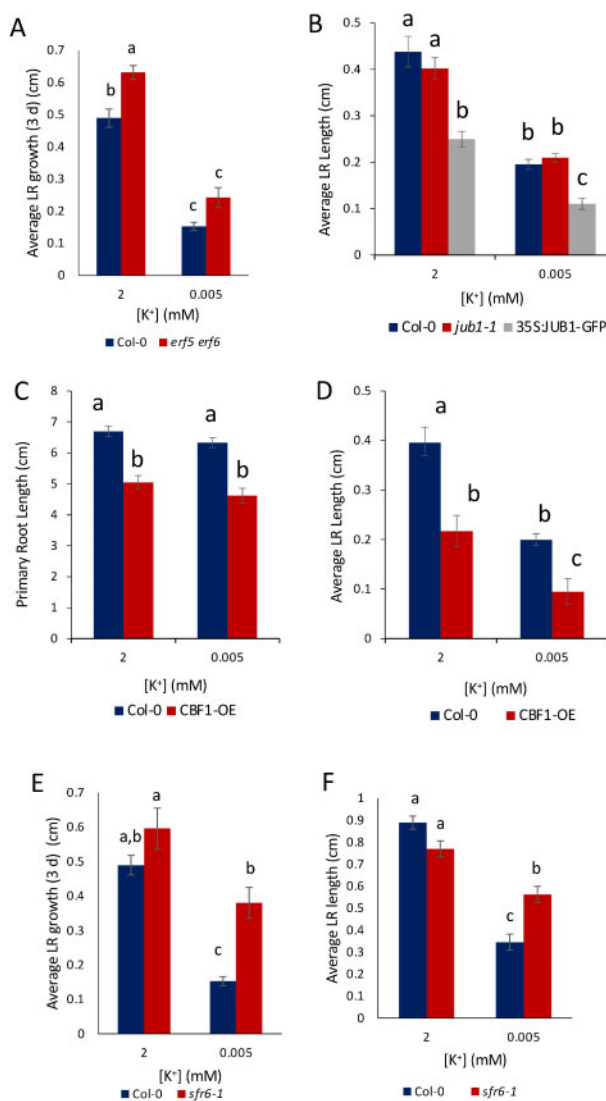 A
Average LR growth (3 d) (cm)
0.7
0.6
0.5
0.4
0.3
0.2
0.1
0
b
a
c
c
2
0.005
[K⁺] (mM)
Col-0 erf5 erf6
B
Average LR Length (cm)
0.5
0.4
0.3
0.2
0.1
0
a
a
b
b
b
c
2
0.005
[K⁺] (mM)
Col-0 jub1-1 35S:JUB1-GFP
C
Primary Root Length (cm)
8
7
6
5
4
3
2
1
0
a
b
a
b
2
0.005
[K⁺] (mM)
Col-0 CBF1-OE
D
Average LR Length (cm)
0.5
0.4
0.3
0.2
0.1
0
a
b
b
c
2
0.005
[K⁺] (mM)
Col-0 CBF1-OE
E
Average LR growth (3 d) (cm)
0.7
0.6
0.5
0.4
0.3
0.2
0.1
0
a,b
a
c
b
2
0.005
[K⁺] (mM)
Col-0 sfr6-1
F
Average LR length (cm)
1
0.9
0.8
0.7
0.6
0.5
0.4
0.3
0.2
0.1
0
a
a
c
b
2
0.005
[K⁺] (mM)
Col-0 sfr6-1